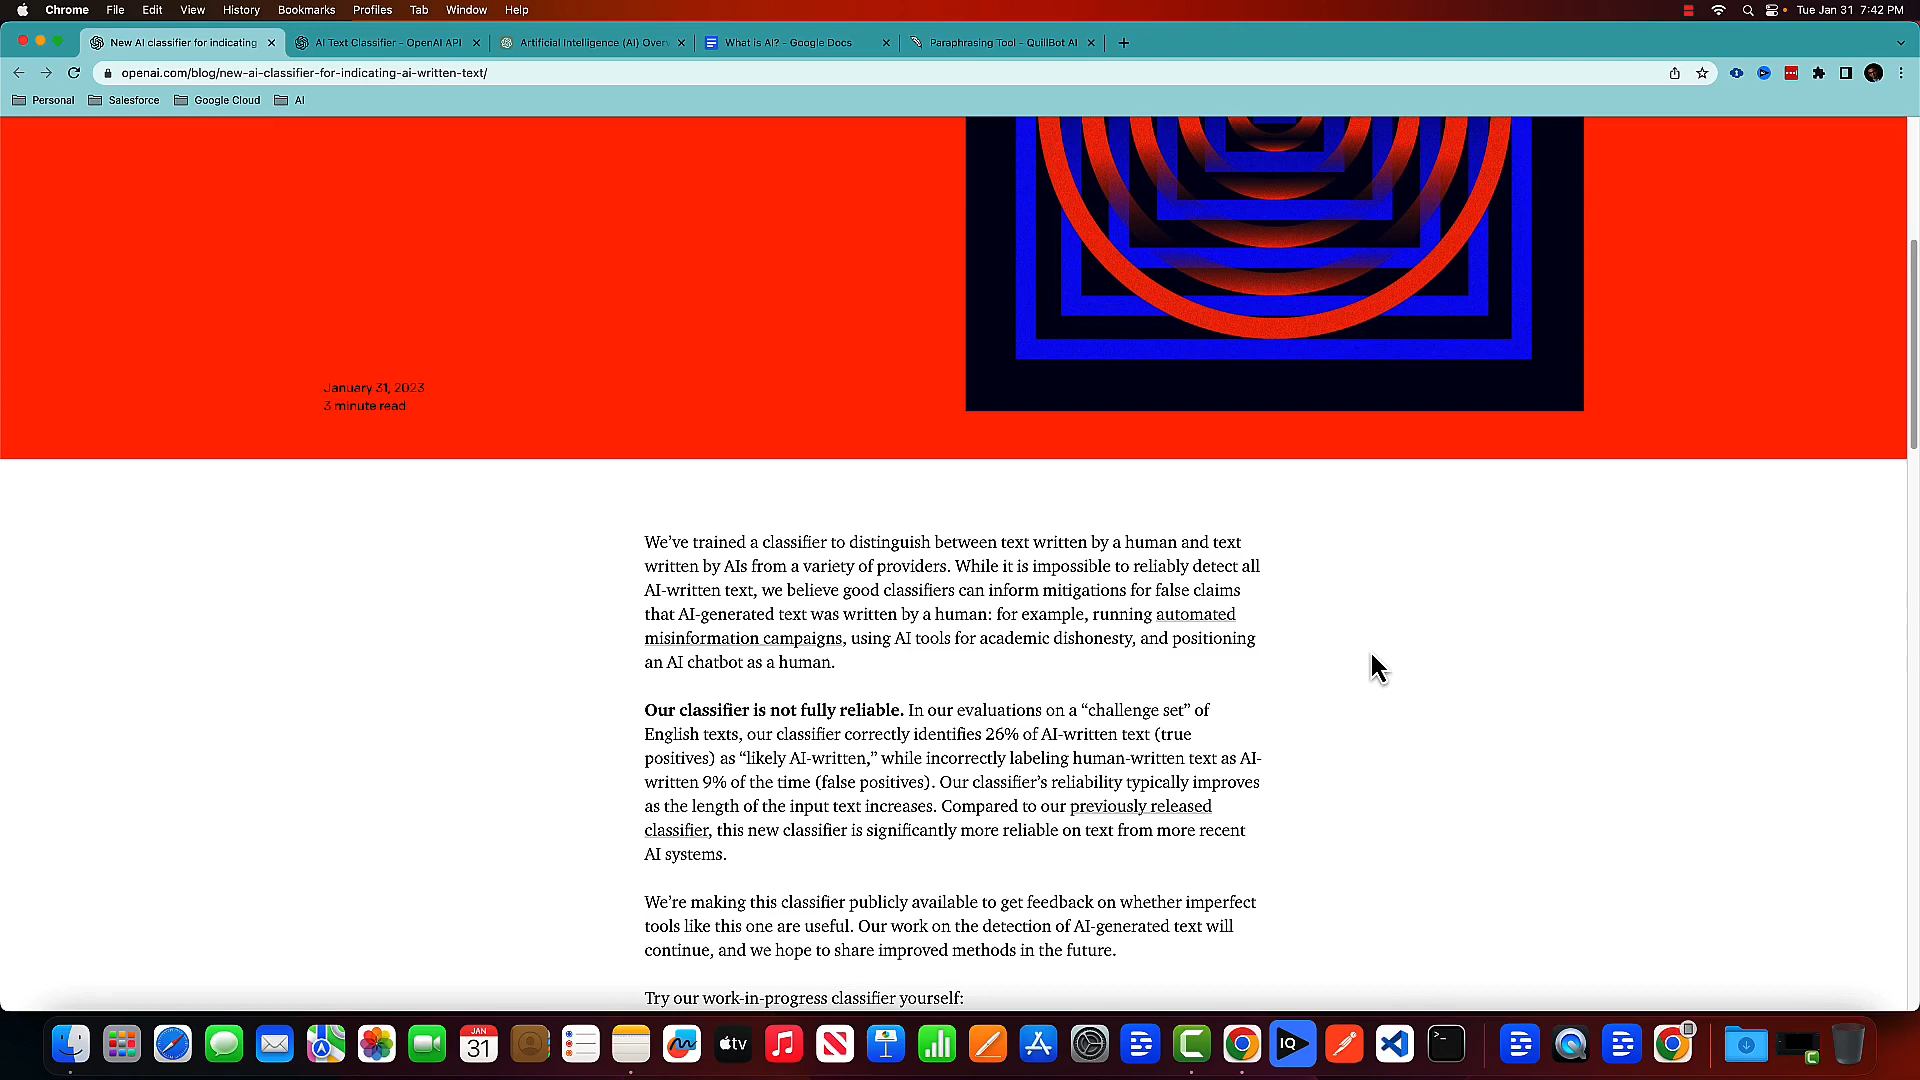 Chrome File Edit View History Bookmarks Profiles Tab Window Help Tue Jan 31 7:42 PM
New AI classifier for indicating AI Text Classifier - OpenAI API Artificial Intelligence (AI) Over What is AI? - Google Docs Paraphrasing Tool - QuillBot AI
openai.com/blog/new-ai-classifier-for-indicating-ai-written-text/
Personal Salesforce Google Cloud AI
January 31, 2023
3 minute read
We’ve trained a classifier to distinguish between text written by a human and text
written by AIs from a variety of providers. While it is impossible to reliably detect all
AI-written text, we believe good classifiers can inform mitigations for false claims
that AI-generated text was written by a human: for example, running automated
misinformation campaigns, using AI tools for academic dishonesty, and positioning
an AI chatbot as a human.
Our classifier is not fully reliable. In our evaluations on a “challenge set” of
English texts, our classifier correctly identifies 26% of AI-written text (true
positives) as “likely AI-written,” while incorrectly labeling human-written text as AI-
written 9% of the time (false positives). Our classifier’s reliability typically improves
as the length of the input text increases. Compared to our previously released
classifier, this new classifier is significantly more reliable on text from more recent
AI systems.
We’re making this classifier publicly available to get feedback on whether imperfect
tools like this one are useful. Our work on the detection of AI-generated text will
continue, and we hope to share improved methods in the future.
Try our work-in-progress classifier yourself:
JAN
31
tv
IQ